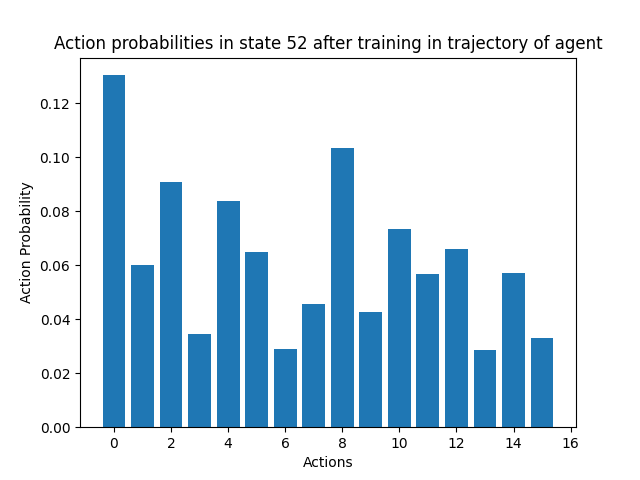 Action probabilities in state 52 after training in trajectory of agent
0.12
0.10
0.08
0.06
0.04
0.02
0.00
Action Probability
0 2 4 6 8 10 12 14 16
Actions